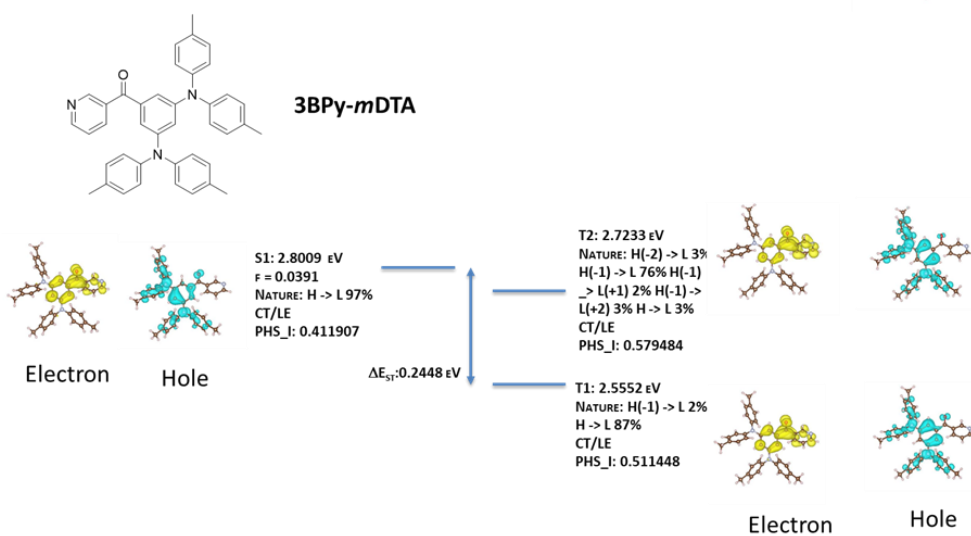 O
N
N
N
3BPy-mDTA
S1: 2.8009 eV
F = 0.0391
Nature: H -> L 97%
CT/LE
PHS_I: 0.411907
Electron
Hole
ΔEST:0.2448 eV
T2: 2.7233 eV
Nature: H(-2) -> L 3%
H(-1) -> L 76% H(-1)
_> L(+1) 2% H(-1) ->
L(+2) 3% H -> L 3%
CT/LE
PHS_I: 0.579484
T1: 2.5552 eV
Nature: H(-1) -> L 2%
H -> L 87%
CT/LE
PHS_I: 0.511448
Electron
Hole